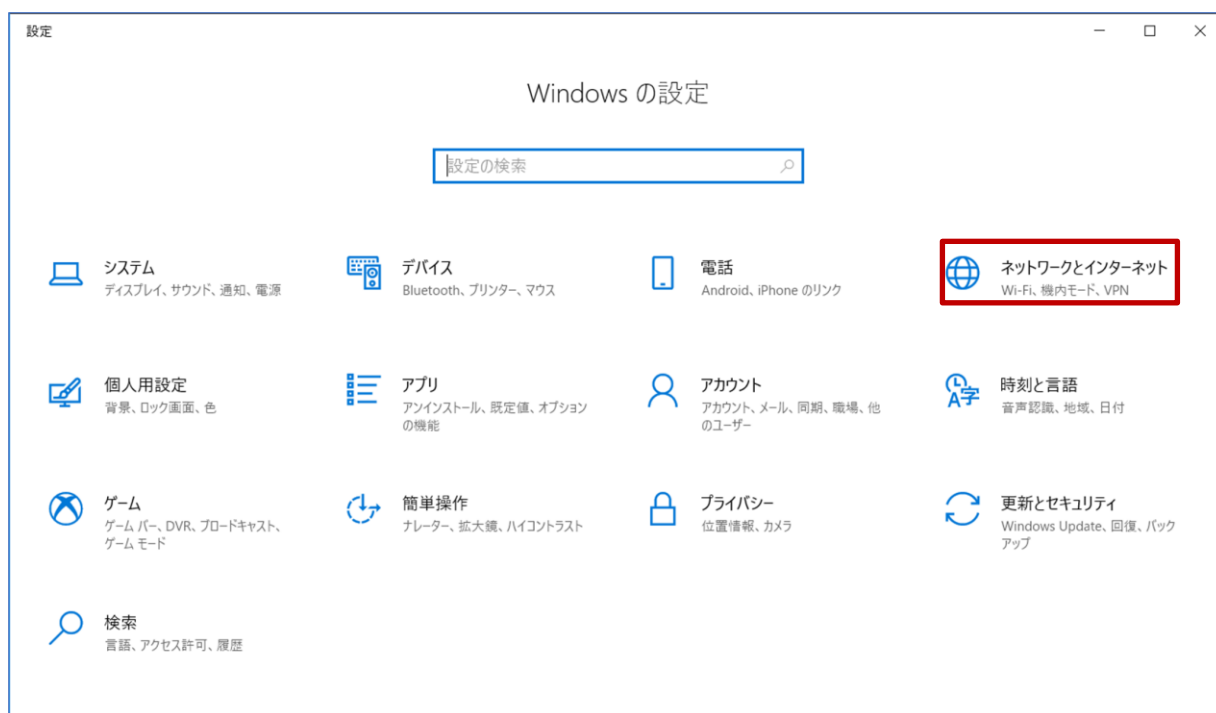 設定
Windows の設定
設定の検索
システム
ディスプレイ、サウンド、通知、電源
デバイス
Bluetooth、プリンター、マウス
電話
Android、iPhone のリンク
ネットワークとインターネット
Wi-Fi、機内モード、VPN
個人用設定
背景、ロック画面、色
アプリ
アンインストール、既定値、オプション
の機能
アカウント
アカウント、メール、同期、職場、他
のユーザー
時刻と言語
音声認識、地域、日付
ゲーム
ゲーム バー、DVR、ブロードキャスト、
ゲーム モード
簡単操作
ナレーター、拡大鏡、ハイコントラスト
プライバシー
位置情報、カメラ
更新とセキュリティ
Windows Update、回復、バック
アップ
検索
言語、アクセス許可、履歴